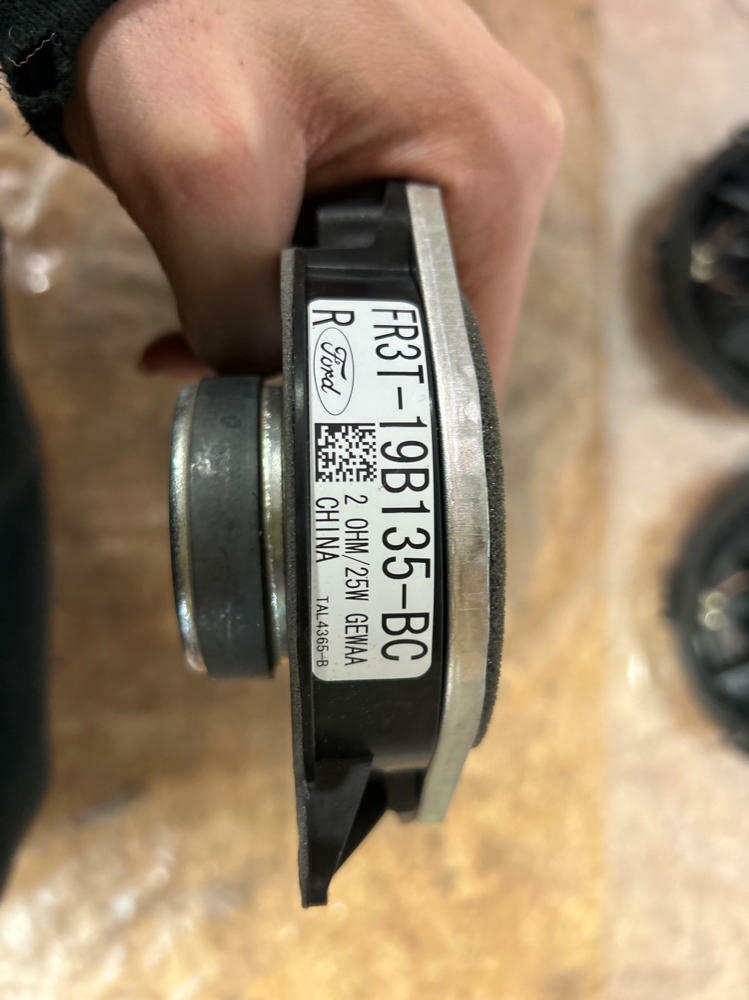 FR3T-19B135-BC
R Ford 2 OHM/25W GEWAA
CHINA TAL4365-B